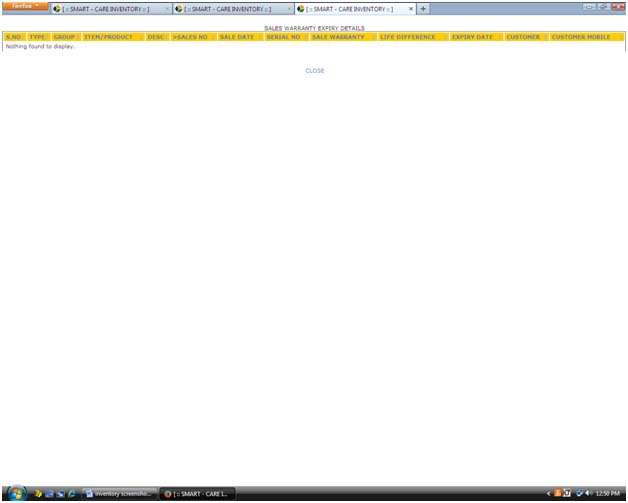 Firefox
[ :: SMART - CARE INVENTORY :: ] × [ :: SMART - CARE INVENTORY :: ] × [ :: SMART - CARE INVENTORY :: ] × +
SALES WARRANTY EXPIRY DETAILS
S.NO TYPE GROUP ITEM/PRODUCT DESC >SALES NO SALE DATE SERIAL NO SALE WARRANTY LIFE DIFFERENCE EXPIRY DATE CUSTOMER CUSTOMER MOBILE
Nothing found to display.
CLOSE
inventory screensho... [ :: SMART - CARE I... 12:50 PM